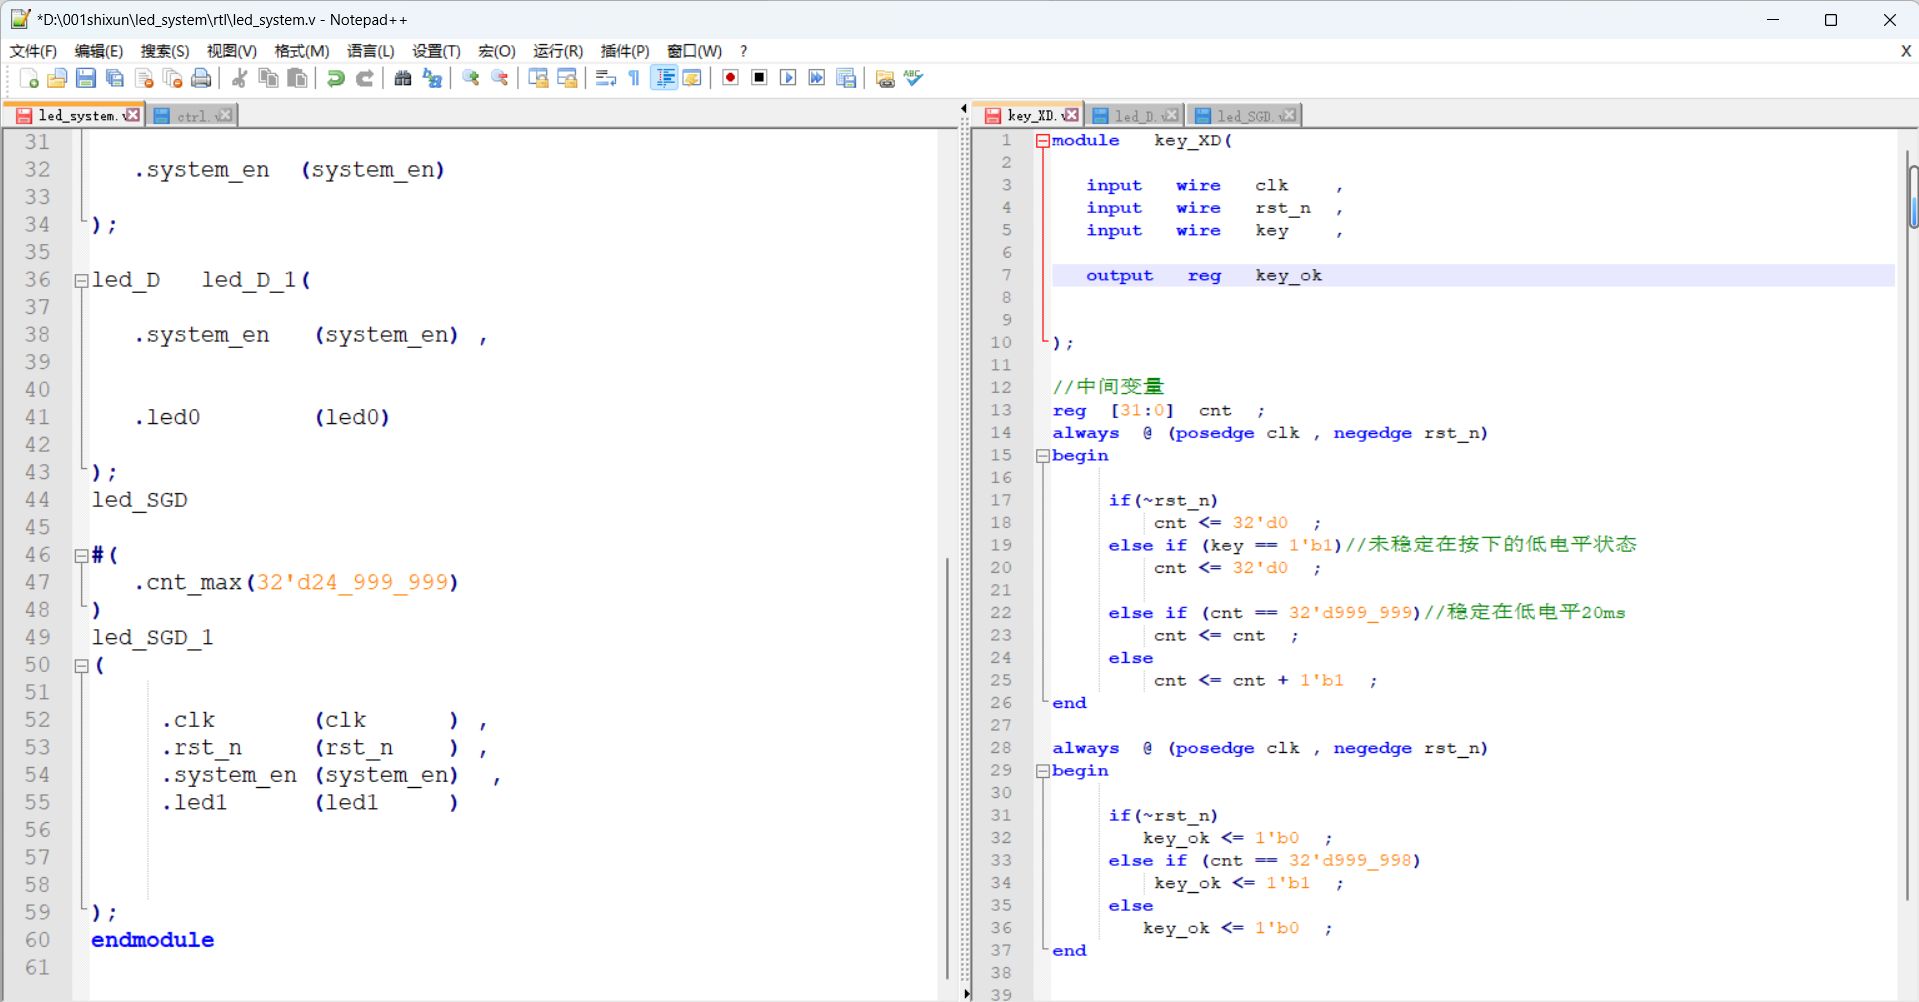 *D:\001shixun\led_system\rtl\led_system.v - Notepad++
文件(F) 编辑(E) 搜索(S) 视图(V) 格式(M) 语言(L) 设置(T) 宏(O) 运行(R) 插件(P) 窗口(W) ? X
led_system.v ctrl.v
31
32 .system_en (system_en)
33
34 );
35
36 led_D led_D_1(
37
38 .system_en (system_en) ,
39
40
41 .led0 (led0)
42
43 );
44 led_SGD
45
46 #(
47 .cnt_max(32'd24_999_999)
48 )
49 led_SGD_1
50 (
51
52 .clk (clk ) ,
53 .rst_n (rst_n ) ,
54 .system_en (system_en) ,
55 .led1 (led1 )
56
57
58
59 );
60 endmodule
61
key_XD.v led_D.v led_SGD.v
1 module key_XD(
2
3 input wire clk ,
4 input wire rst_n ,
5 input wire key ,
6
7 output reg key_ok
8
9
10 );
11
12 //中间变量
13 reg [31:0] cnt ;
14 always @ (posedge clk , negedge rst_n)
15 begin
16
17 if(~rst_n)
18 cnt <= 32'd0 ;
19 else if (key == 1'b1)//未稳定在按下的低电平状态
20 cnt <= 32'd0 ;
21
22 else if (cnt == 32'd999_999)//稳定在低电平20ms
23 cnt <= cnt ;
24 else
25 cnt <= cnt + 1'b1 ;
26 end
27
28 always @ (posedge clk , negedge rst_n)
29 begin
30
31 if(~rst_n)
32 key_ok <= 1'b0 ;
33 else if (cnt == 32'd999_998)
34 key_ok <= 1'b1 ;
35 else
36 key_ok <= 1'b0 ;
37 end
38
39